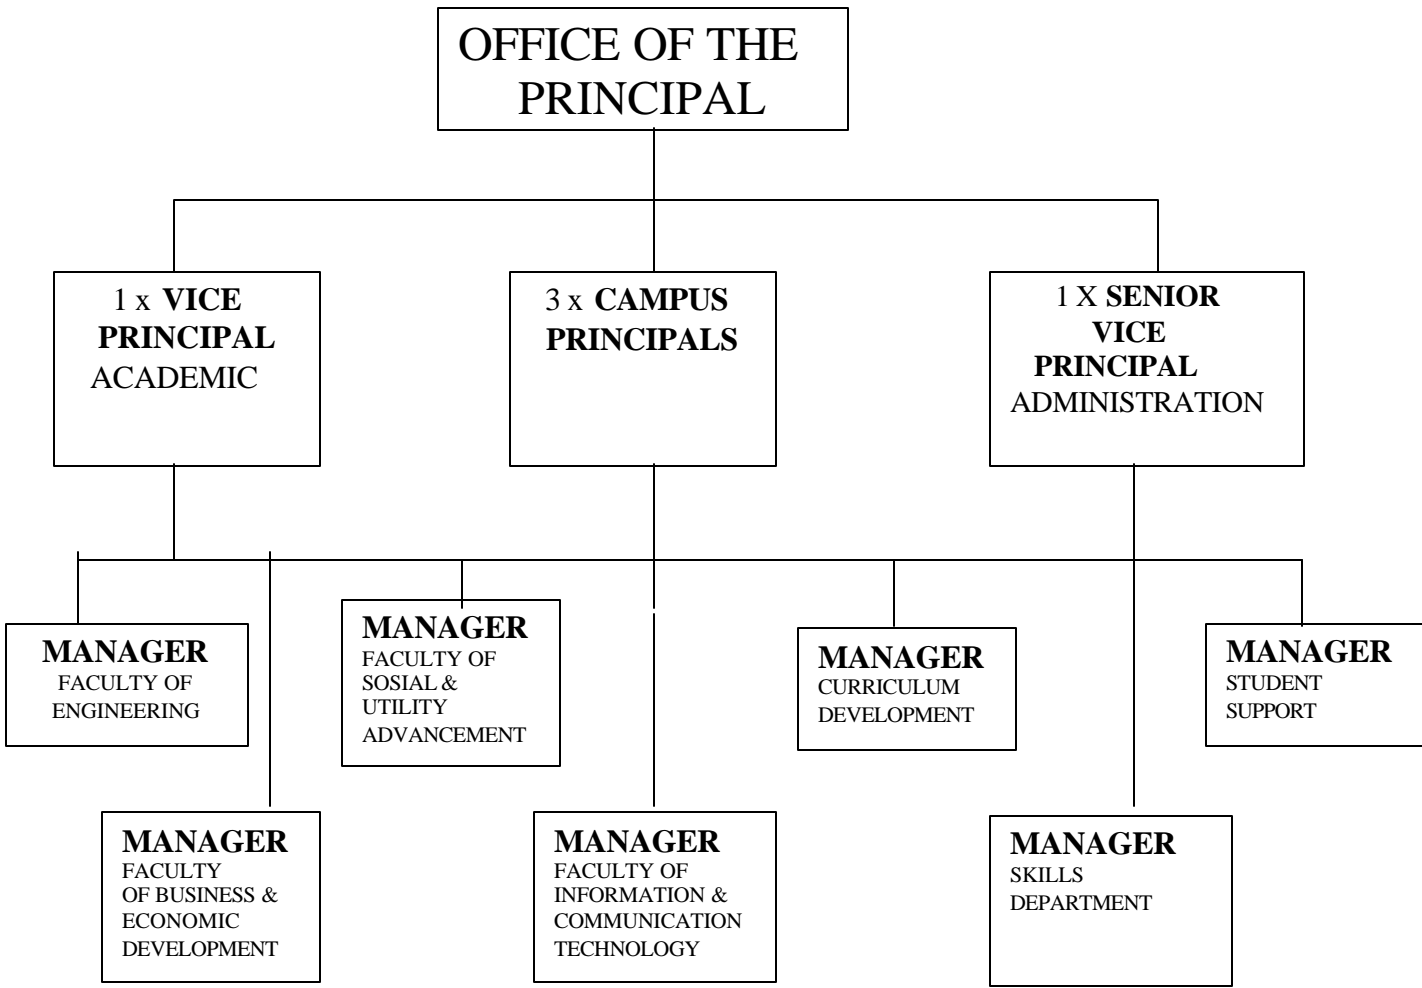 OFFICE OF THE
PRINCIPAL
1 x VICE
PRINCIPAL
ACADEMIC
3 x CAMPUS
PRINCIPALS
1 X SENIOR
VICE
PRINCIPAL
ADMINISTRATION
MANAGER
FACULTY OF
ENGINEERING
MANAGER
FACULTY OF
SOSIAL &
UTILITY
ADVANCEMENT
MANAGER
CURRICULUM
DEVELOPMENT
MANAGER
STUDENT
SUPPORT
MANAGER
FACULTY
OF BUSINESS &
ECONOMIC
DEVELOPMENT
MANAGER
FACULTY OF
INFORMATION &
COMMUNICATION
TECHNOLOGY
MANAGER
SKILLS
DEPARTMENT